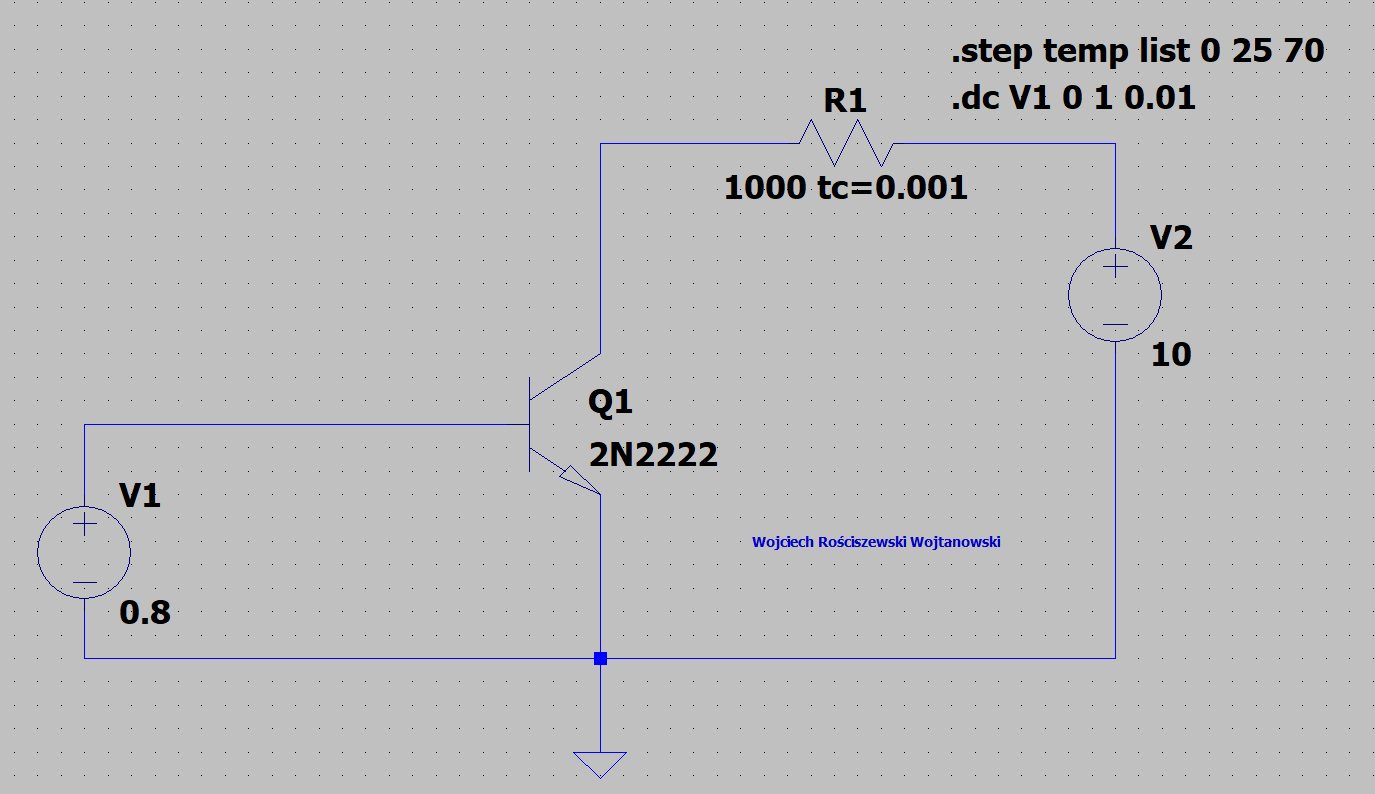 .step temp list 0 25 70
.dc V1 0 1 0.01
R1
1000 tc=0.001
V2
10
Q1
2N2222
V1
0.8
Wojciech Rościszewski Wojtanowski